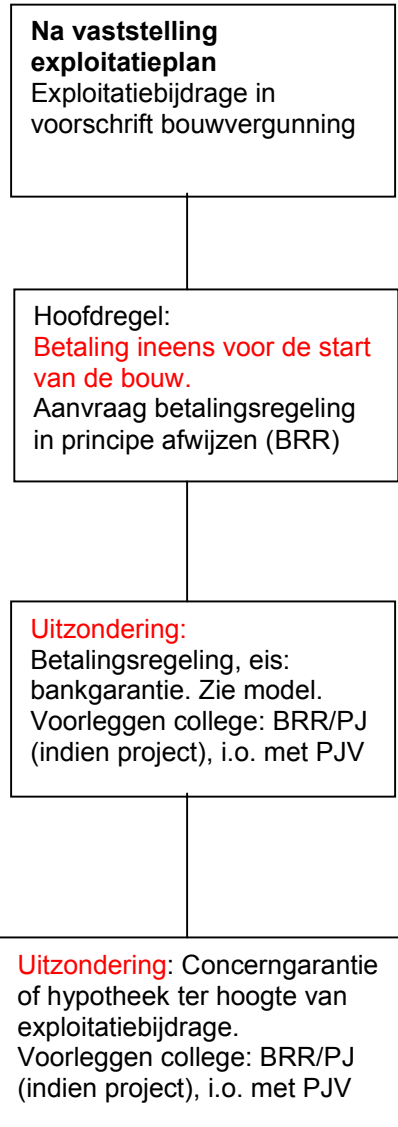 Na vaststelling
exploitatieplan
Exploitatiebijdrage in
voorschrift bouwvergunning
Hoofdregel:
Betaling ineens voor de start
van de bouw.
Aanvraag betalingsregeling
in principe afwijzen (BRR)
Uitzondering:
Betalingsregeling, eis:
bankgarantie. Zie model.
Voorleggen college: BRR/PJ
(indien project), i.o. met PJV
Uitzondering: Concerngarantie
of hypotheek ter hoogte van
exploitatiebijdrage.
Voorleggen college: BRR/PJ
(indien project), i.o. met PJV